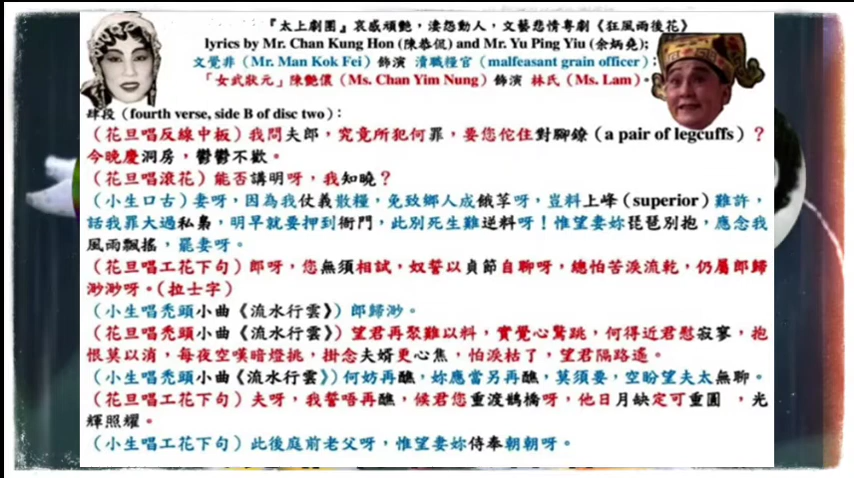 『太上劇團』哀感頑艷，淒怨動人，文藝悲情粵劇《狂風雨後花》
lyrics by Mr. Chan Kung Hon (陳恭侃) and Mr. Yu Ping Yiu (余炳堯);
文覺非（Mr. Man Kok Fei）飾演 瀆職糧官（malfeasant grain officer）；
「女武狀元」陳艷儂（Ms. Chan Yim Nung）飾演 林氏（Ms. Lam）。
肆段（fourth verse, side B of disc two）：
（花旦唱反線中板）我問夫郎，究竟所犯何罪，要您佗住對腳鐐（a pair of legcuffs）？
今晚慶洞房，鬱鬱不歡。
（花旦唱滾花）能否講明呀，我知曉？
（小生口古）妻呀，因為我仗義散糧，免致鄉人成餓莩呀，豈料上峰（superior）難許，
話我罪大過私梟，明早就要押到衙門，此別死生難逆料呀！惟望妻妳琵琶別抱，應念我
風雨飄搖，罷妻呀。
（花旦唱工花下句）郎呀，您無須相試，奴誓以貞節自聊呀，總怕苦淚流乾，仍屬郎歸
渺渺呀。（拉士字）
（小生唱禿頭小曲《流水行雲》）郎歸渺。
（花旦唱禿頭小曲《流水行雲》）望君再聚難以料，實覺心驚跳，何得近君慰寂寥，抱
恨莫以消，每夜空嘆暗燈挑，掛念夫婿更心焦，怕淚枯了，望君隔路遙。
（小生唱禿頭小曲《流水行雲》）何妨再醮，妳應當另再醮，莫須要，空盼望夫太無聊。
（花旦唱工花下句）夫呀，我誓唔再醮，候君您重渡鵲橋呀，他日月缺定可重圓 ，光
輝照耀。
（小生唱工花下句）此後庭前老父呀，惟望妻妳侍奉朝朝呀。